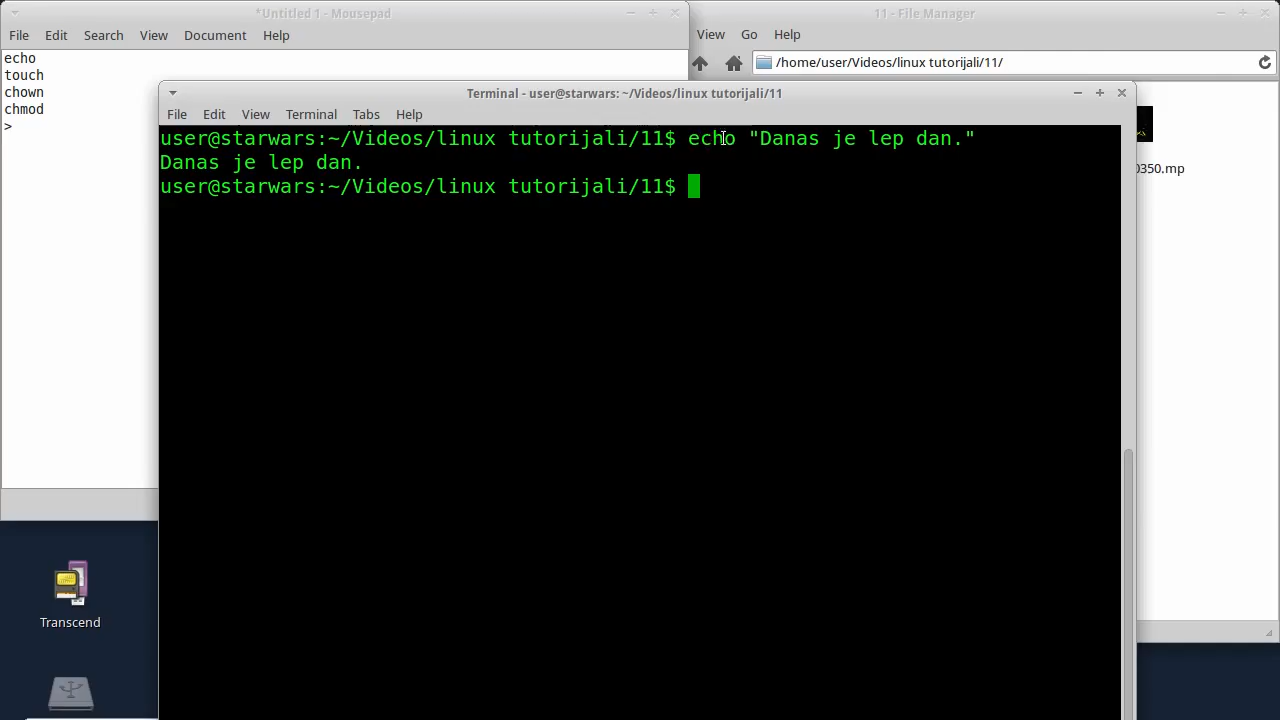 *Untitled 1 - Mousepad
File Edit Search View Document Help
echo
touch
chown
chmod
>
11 - File Manager
View Go Help
/home/user/Videos/linux tutorijali/11/
0350.mp
Terminal - user@starwars: ~/Videos/linux tutorijali/11
File Edit View Terminal Tabs Help
user@starwars:~/Videos/linux tutorijali/11$ echo "Danas je lep dan."
Danas je lep dan.
user@starwars:~/Videos/linux tutorijali/11$
Transcend